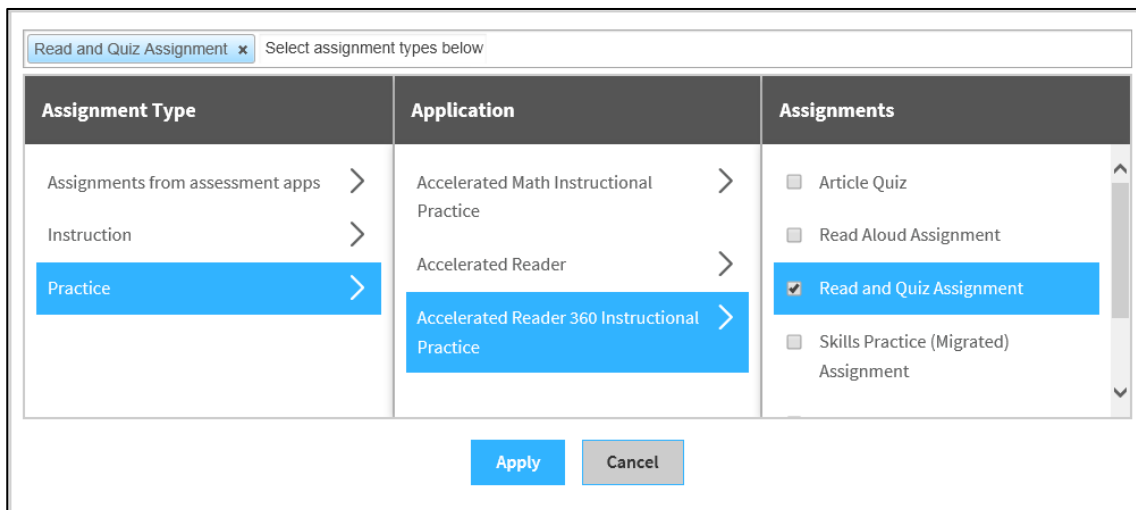 Read and Quiz Assignment × Select assignment types below
Assignment Type
Application
Assignments
Assignments from assessment apps
Instruction
Practice
Accelerated Math Instructional
Practice
Accelerated Reader
Accelerated Reader 360 Instructional
Practice
Article Quiz
Read Aloud Assignment
Read and Quiz Assignment
Skills Practice (Migrated)
Assignment
Apply
Cancel